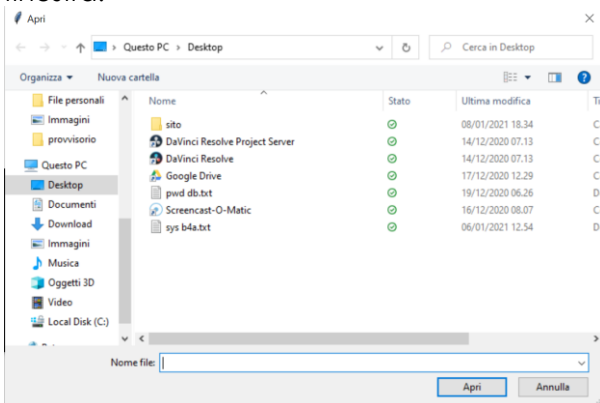 Apri
Questo PC > Desktop
Cerca in Desktop
Organizza
Nuova cartella
Nome
Stato
Ultima modifica
File personali
Immagini
provvisorio
Questo PC
Desktop
Documenti
Download
Immagini
Musica
Oggetti 3D
Video
Local Disk (C:)
sito 08/01/2021 18.34
DaVinci Resolve Project Server 14/12/2020 07.13
DaVinci Resolve 14/12/2020 07.13
Google Drive 17/12/2020 12.29
pwd db.txt 19/12/2020 06.26
Screencast-O-Matic 16/12/2020 08.07
sys b4a.txt 06/01/2021 12.54
Nome file:
Apri
Annulla